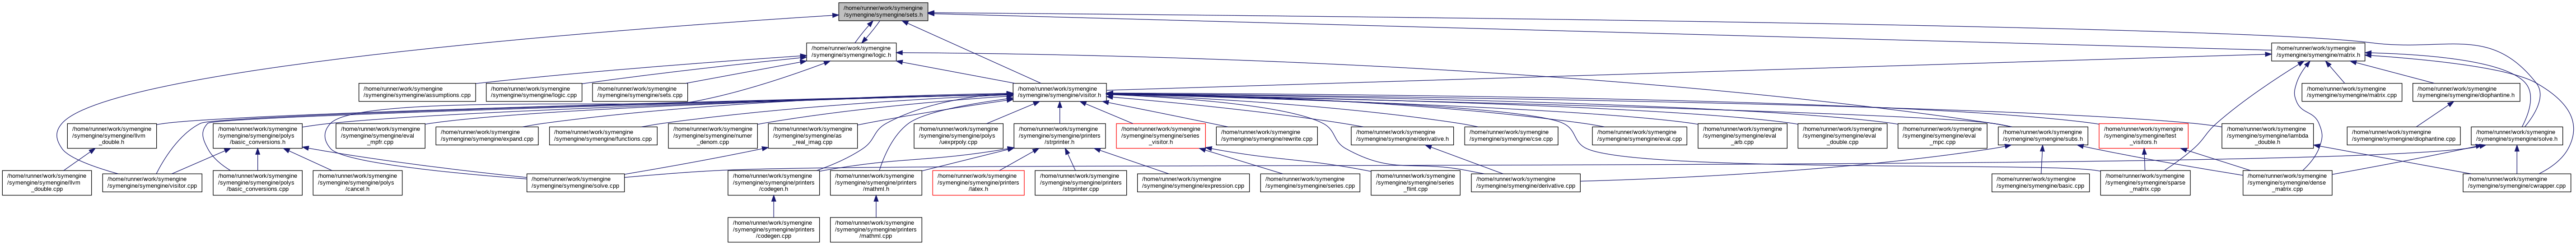 /home/runner/work/symengine
/symengine/symengine/sets.h
/home/runner/work/symengine
/symengine/symengine/logic.h
/home/runner/work/symengine
/symengine/symengine/matrix.h
/home/runner/work/symengine
/symengine/symengine/assumptions.cpp
/home/runner/work/symengine
/symengine/symengine/logic.cpp
/home/runner/work/symengine
/symengine/symengine/sets.cpp
/home/runner/work/symengine
/symengine/symengine/visitor.h
/home/runner/work/symengine
/symengine/symengine/matrix.cpp
/home/runner/work/symengine
/symengine/symengine/diophantine.h
/home/runner/work/symengine
/symengine/symengine/llvm
_double.h
/home/runner/work/symengine
/symengine/symengine/polys
/basic_conversions.h
/home/runner/work/symengine
/symengine/symengine/eval
_mpfr.cpp
/home/runner/work/symengine
/symengine/symengine/expand.cpp
/home/runner/work/symengine
/symengine/symengine/functions.cpp
/home/runner/work/symengine
/symengine/symengine/numer
_denom.cpp
/home/runner/work/symengine
/symengine/symengine/as
_real_imag.cpp
/home/runner/work/symengine
/symengine/symengine/polys
/uexprpoly.cpp
/home/runner/work/symengine
/symengine/symengine/printers
/strprinter.h
/home/runner/work/symengine
/symengine/symengine/series
_visitor.h
/home/runner/work/symengine
/symengine/symengine/rewrite.cpp
/home/runner/work/symengine
/symengine/symengine/derivative.h
/home/runner/work/symengine
/symengine/symengine/cse.cpp
/home/runner/work/symengine
/symengine/symengine/eval.cpp
/home/runner/work/symengine
/symengine/symengine/eval
_arb.cpp
/home/runner/work/symengine
/symengine/symengine/eval
_double.cpp
/home/runner/work/symengine
/symengine/symengine/eval
_mpc.cpp
/home/runner/work/symengine
/symengine/symengine/subs.h
/home/runner/work/symengine
/symengine/symengine/test
_visitors.h
/home/runner/work/symengine
/symengine/symengine/lambda
_double.h
/home/runner/work/symengine
/symengine/symengine/diophantine.cpp
/home/runner/work/symengine
/symengine/symengine/solve.h
/home/runner/work/symengine
/symengine/symengine/llvm
_double.cpp
/home/runner/work/symengine
/symengine/symengine/visitor.cpp
/home/runner/work/symengine
/symengine/symengine/polys
/basic_conversions.cpp
/home/runner/work/symengine
/symengine/symengine/polys
/cancel.h
/home/runner/work/symengine
/symengine/symengine/solve.cpp
/home/runner/work/symengine
/symengine/symengine/printers
/codegen.h
/home/runner/work/symengine
/symengine/symengine/printers
/mathml.h
/home/runner/work/symengine
/symengine/symengine/printers
/latex.h
/home/runner/work/symengine
/symengine/symengine/printers
/strprinter.cpp
/home/runner/work/symengine
/symengine/symengine/expression.cpp
/home/runner/work/symengine
/symengine/symengine/series.cpp
/home/runner/work/symengine
/symengine/symengine/series
_flint.cpp
/home/runner/work/symengine
/symengine/symengine/derivative.cpp
/home/runner/work/symengine
/symengine/symengine/basic.cpp
/home/runner/work/symengine
/symengine/symengine/sparse
_matrix.cpp
/home/runner/work/symengine
/symengine/symengine/dense
_matrix.cpp
/home/runner/work/symengine
/symengine/symengine/cwrapper.cpp
/home/runner/work/symengine
/symengine/symengine/printers
/codegen.cpp
/home/runner/work/symengine
/symengine/symengine/printers
/mathml.cpp